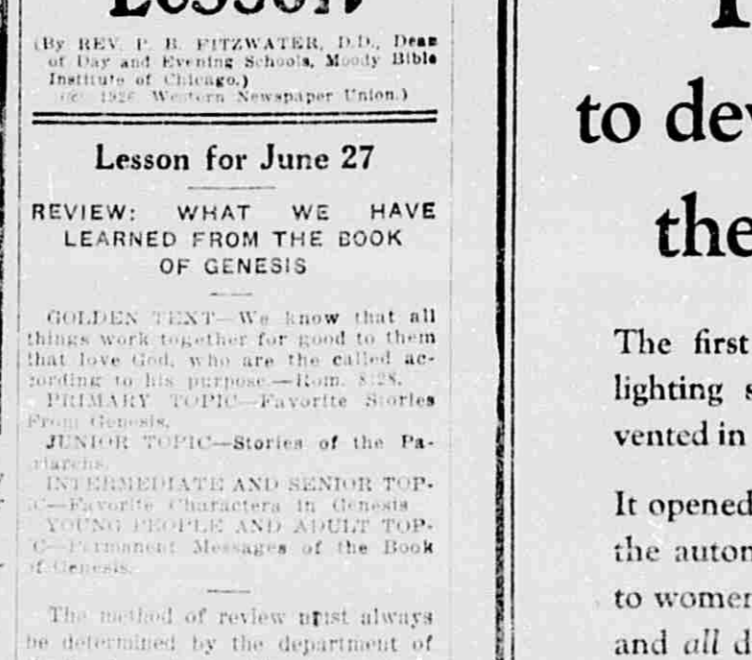 Lesson
(By REV. P. B. FITZWATER, D.D., Dean
of Day and Evening Schools, Moody Bible
Institute of Chicago.)
1926, Western Newspaper Union.)
Lesson for June 27
REVIEW: WHAT WE HAVE
LEARNED FROM THE BOOK
OF GENESIS
GOLDEN TEXT—We know that all
things work together for good to them
that love God, who are the called ac-
cording to his purpose.—Rom. 8:28.
PRIMARY TOPIC—Favorite Stories
From Genesis.
JUNIOR TOPIC—Stories of the Pa-
triarchs.
INTERMEDIATE AND SENIOR TOP-
IC—Favorite Characters in Genesis
YOUNG PEOPLE AND ADULT TOP-
IC—Permanent Messages of the Book
of Genesis.
The method of review must always
be determined by the department of
to dev
the
The first
lighting s
vented in
It opened
the autom
to women
and all d